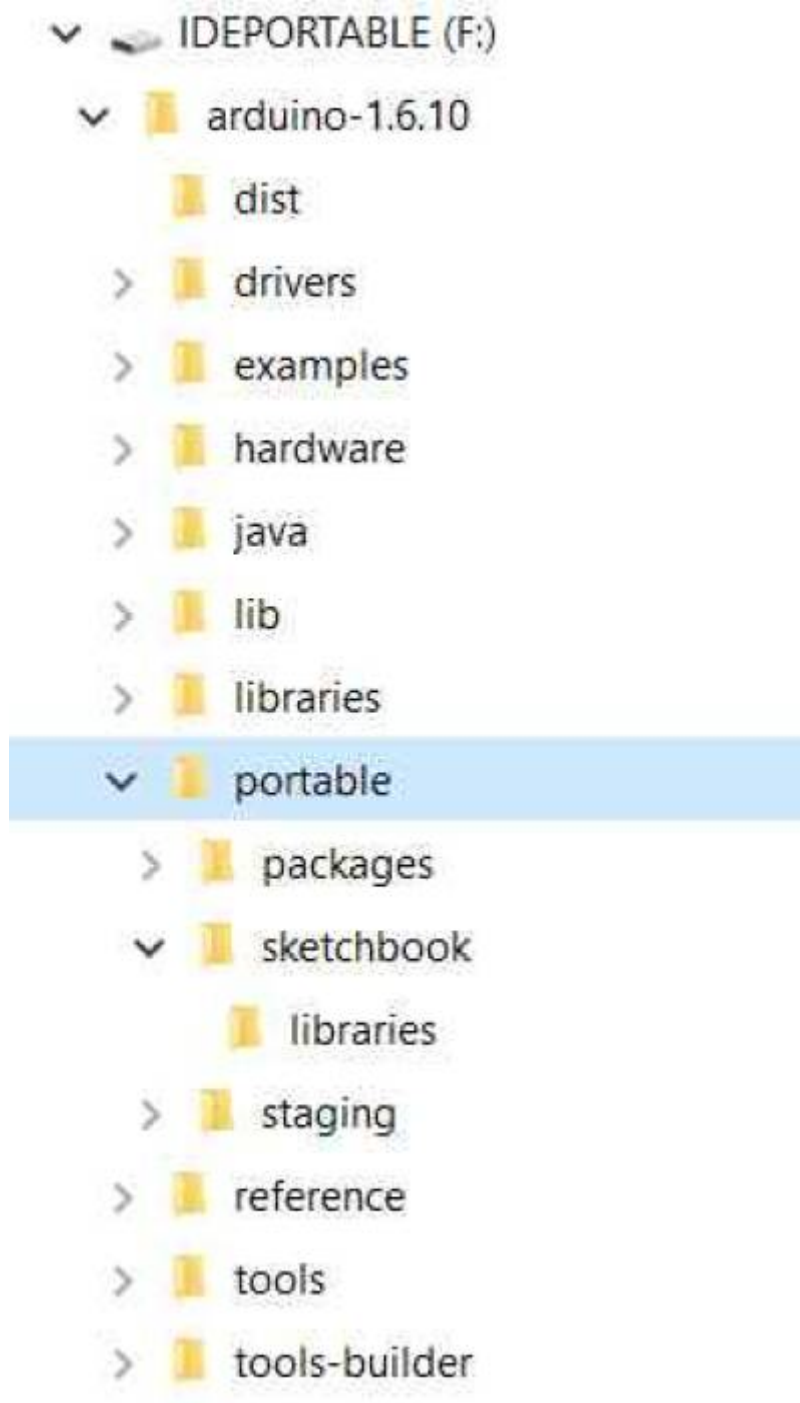 IDEPORTABLE (F:)
arduino-1.6.10
dist
drivers
examples
hardware
java
lib
libraries
portable
packages
sketchbook
libraries
staging
reference
tools
tools-builder